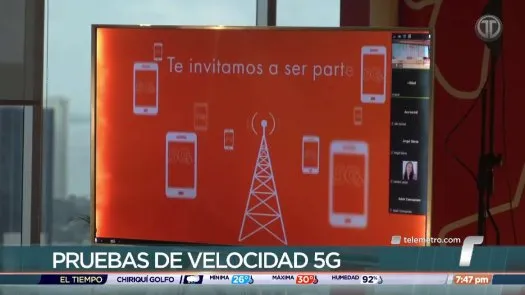 Te invitamos a ser parte
telemetro.com
PRUEBAS DE VELOCIDAD 5G
EL TIEMPO CHIRIQUÍ GOLFO MÍNIMA 26° MÁXIMA 30° HUMEDAD 92% 7:47 pm